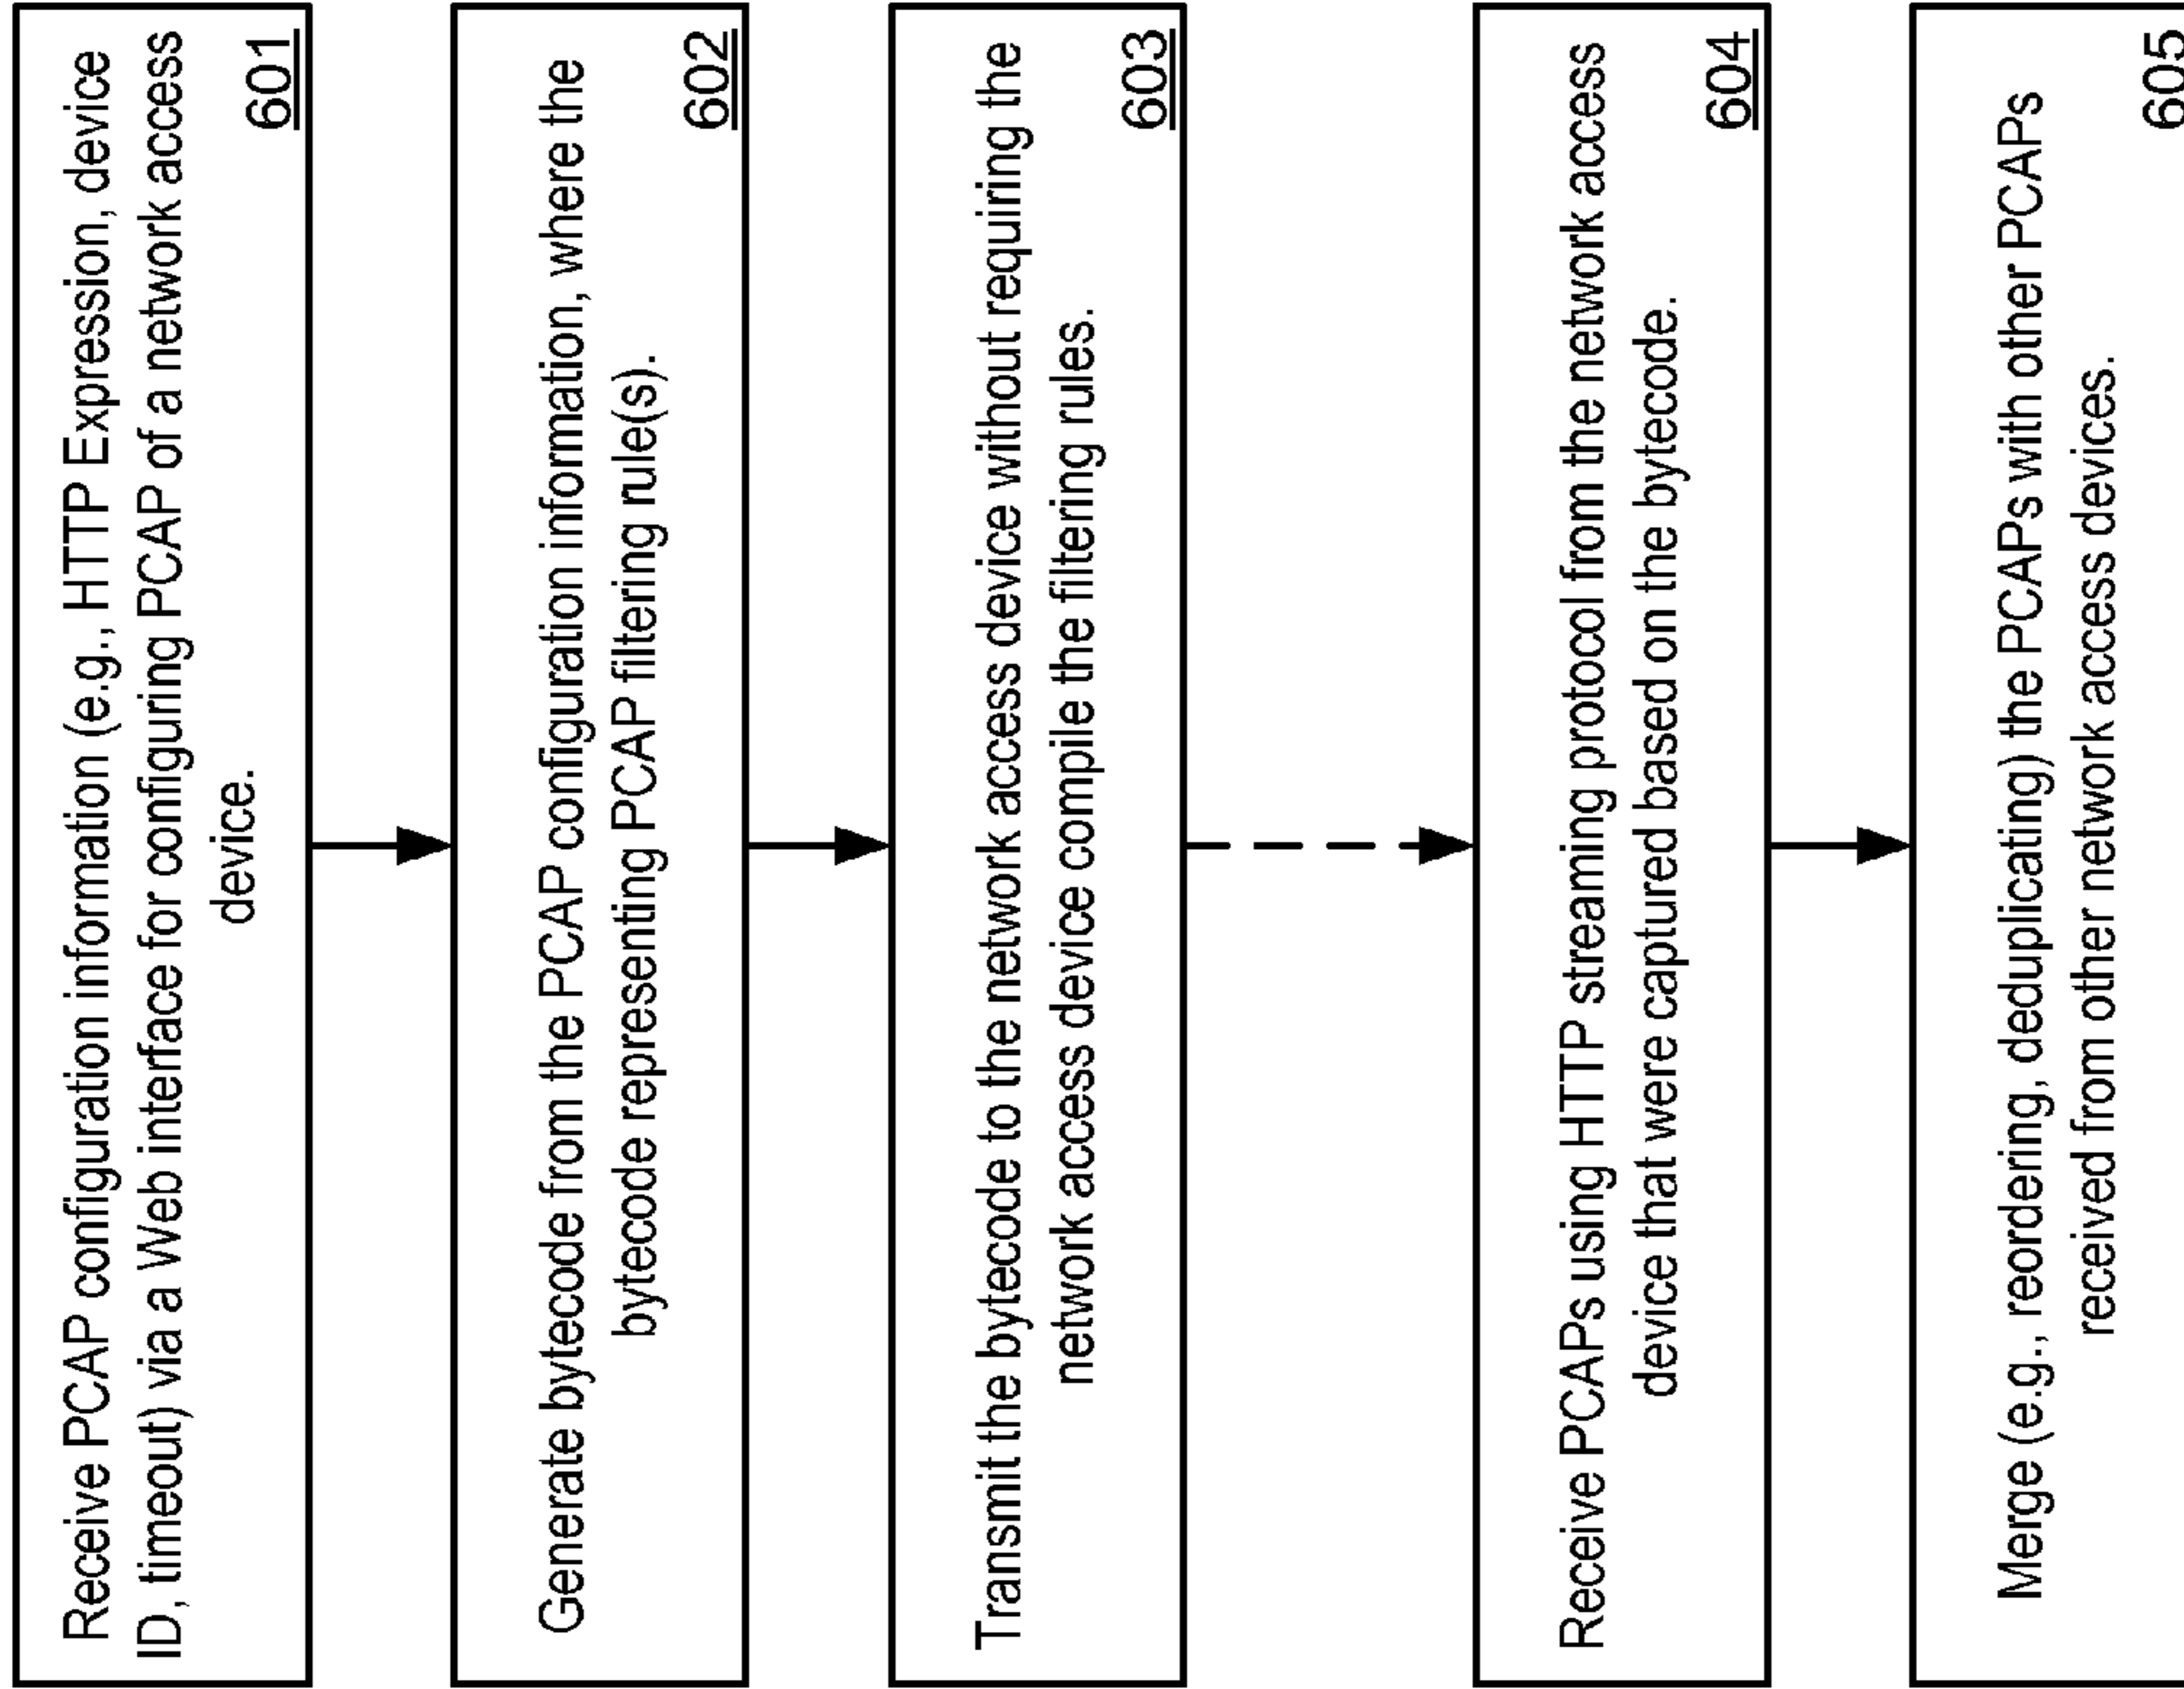 Receive PCAP configuration information (e.g., HTTP Expression, device
ID, timeout) via a Web interface for configuring PCAP of a network access
device.
601
Generate bytecode from the PCAP configuration information, where the
bytecode representing PCAP filtering rule(s).
602
Transmit the bytecode to the network access device without requiring the
network access device compile the filtering rules.
603
Receive PCAPs using HTTP streaming protocol from the network access
device that were captured based on the bytecode.
604
Merge (e.g., reordering, deduplicating) the PCAPs with other PCAPs
received from other network access devices.
605